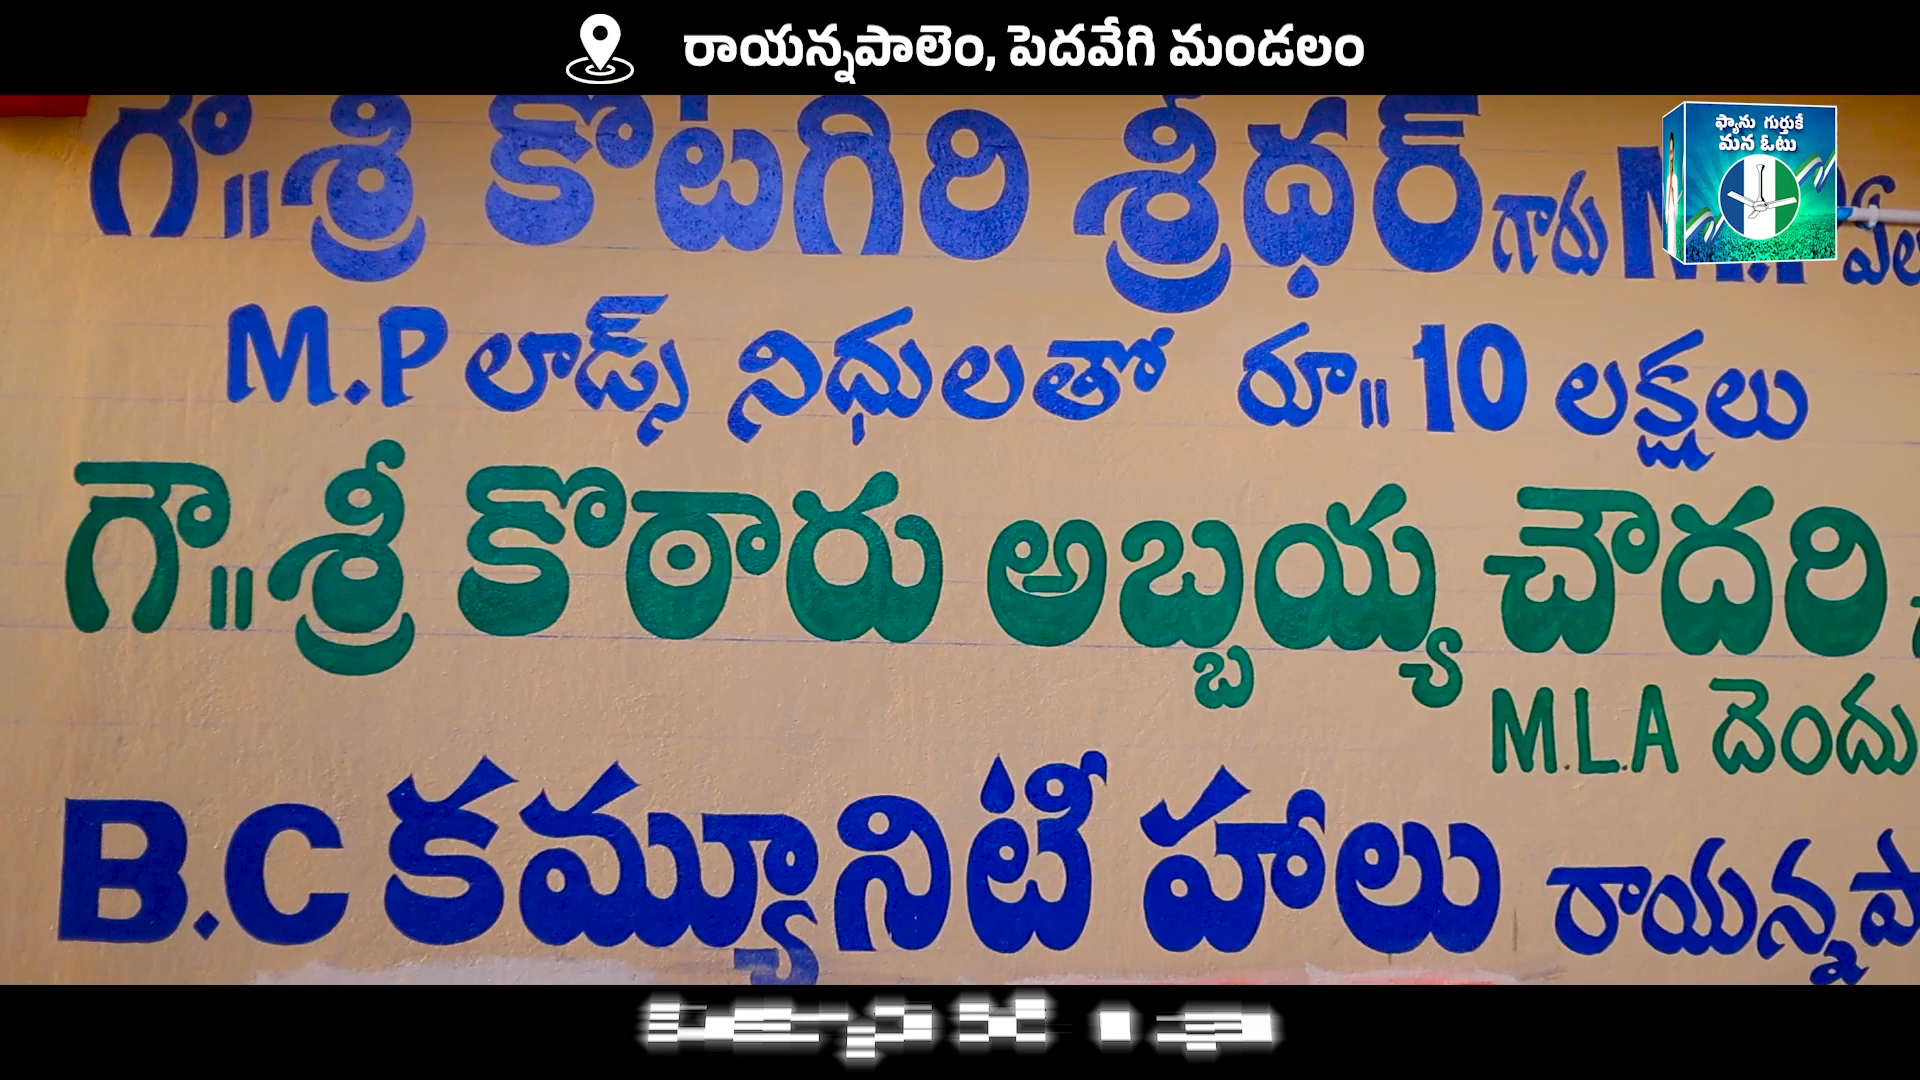 రాయన్నపాలెం, పెదవేగి మండలం
ఫ్యాను గుర్తుకే
మన ఓటు
గౌ॥శ్రీ కోటగిరి శ్రీధర్ గారు
M.P లాడ్స్ నిధులతో రూ॥ 10 లక్షలు
గౌ॥శ్రీ కొఠారు అబ్బయ్య చౌదరి
M.L.A దెందు
B.C కమ్యూనిటీ హాలు రాయన్నపా